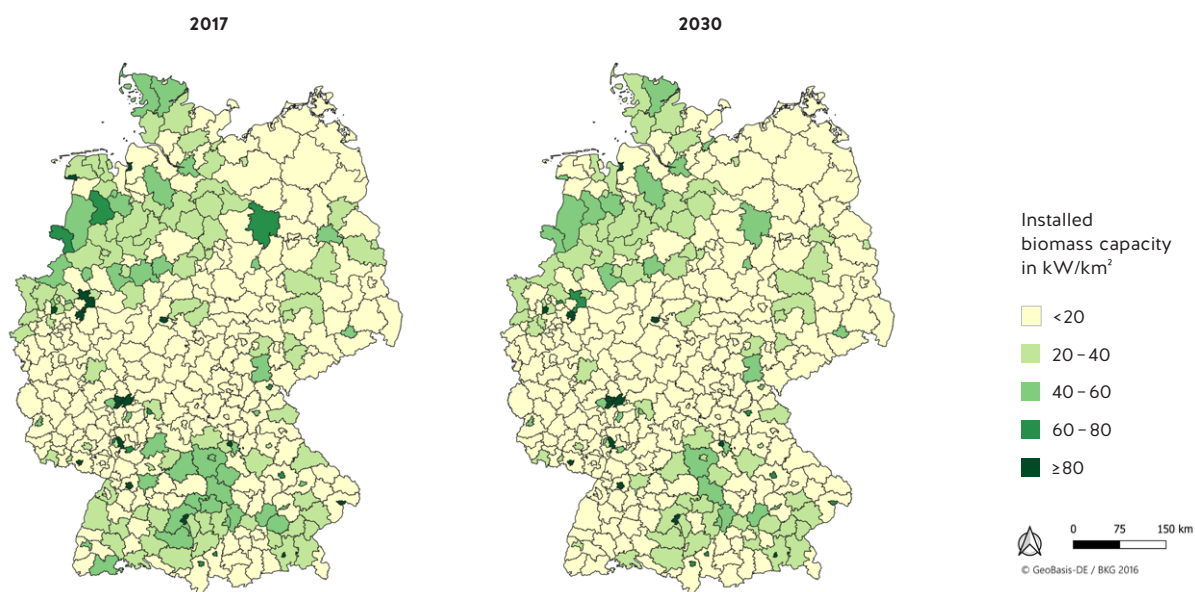 2017
2030
Installed
biomass capacity
in kW/km²
<20
20–40
40–60
60–80
≥80
0 75 150 km
© GeoBasis-DE / BKG 2016